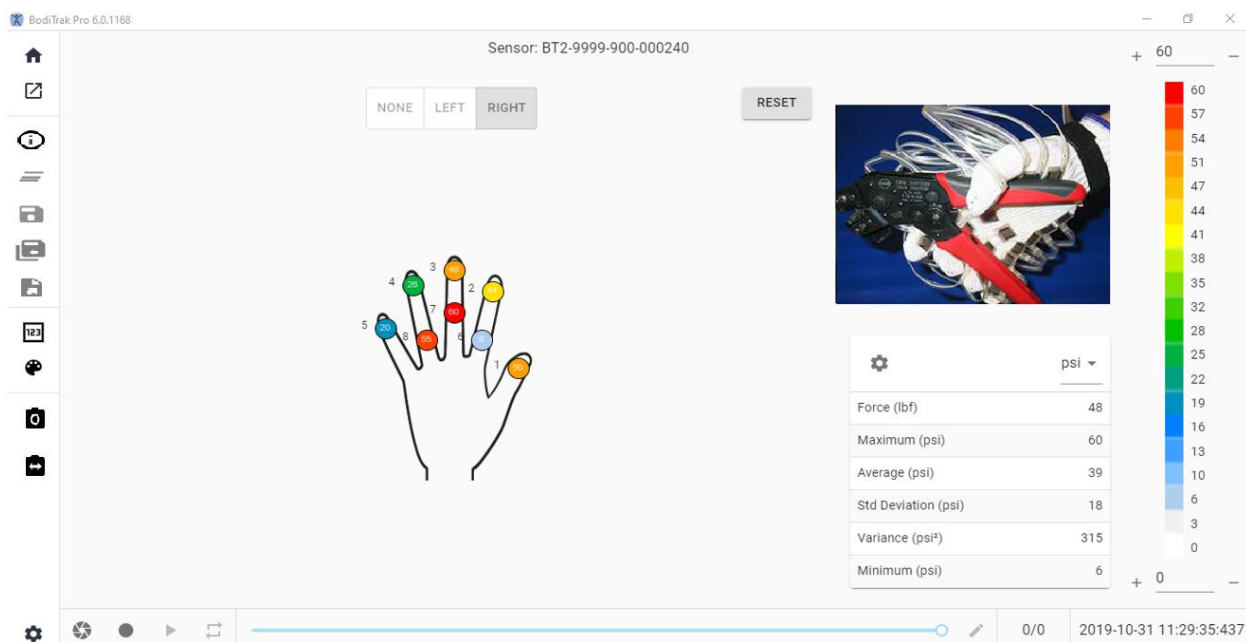 BodiTrak Pro 6.0.1168
Sensor: BT2-9999-900-000240
NONE LEFT RIGHT
RESET
+ 60 −
60
57
54
51
47
44
41
38
35
32
28
25
22
19
16
13
10
6
3
0
+ 0 −
3 48
4 26
2 44
7 60
5 20
8 55
6 6
1 50
psi
Force (lbf) 48
Maximum (psi) 60
Average (psi) 39
Std Deviation (psi) 18
Variance (psi²) 315
Minimum (psi) 6
123
0/0
2019-10-31 11:29:35:437